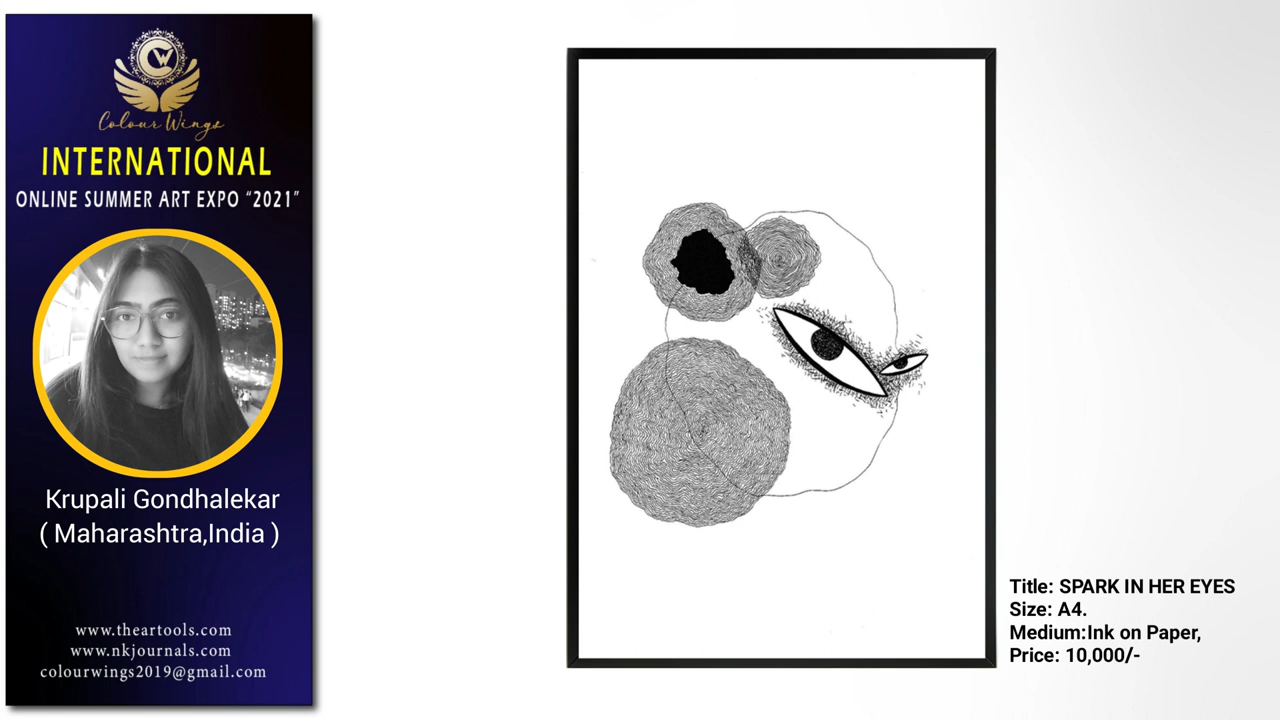 CW
Colour Wings
INTERNATIONAL
ONLINE SUMMER ART EXPO “2021”
Krupali Gondhalekar
( Maharashtra,India )
www.theartools.com
www.nkjournals.com
colourwings2019@gmail.com
Title: SPARK IN HER EYES
Size: A4.
Medium:Ink on Paper,
Price: 10,000/-